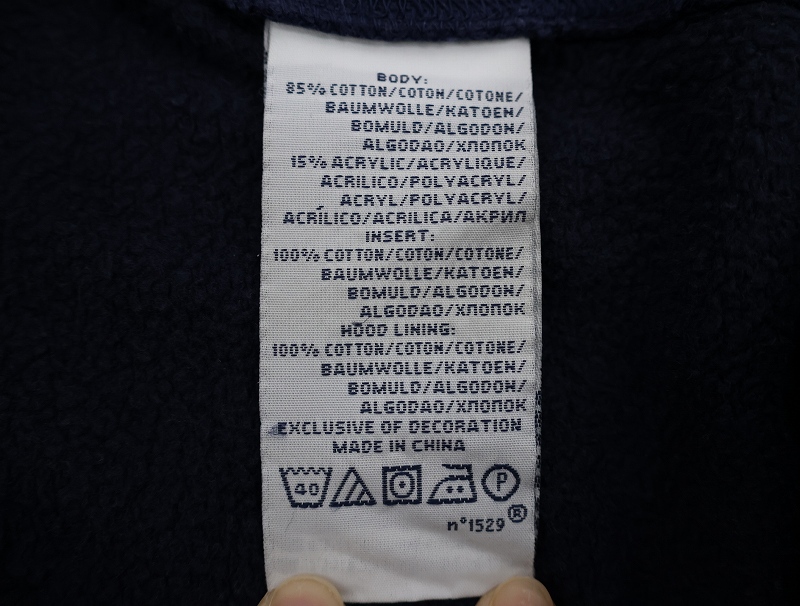 BODY:
85% COTTON/COTON/COTONE/
BAUMWOLLE/KATOEN/
BOMULD/ALGODON/
ALGODAO/ХЛОПОК
15% ACRYLIC/ACRYLIQUE/
ACRILICO/POLYACRYL/
ACRYL/POLYACRYL/
ACRÍLICO/ACRILICA/АКРИЛ
INSERT:
100% COTTON/COTON/COTONE/
BAUMWOLLE/KATOEN/
BOMULD/ALGODON/
ALGODAO/ХЛОПОК
HOOD LINING:
100% COTTON/COTON/COTONE/
BAUMWOLLE/KATOEN/
BOMULD/ALGODON/
ALGODAO/ХЛОПОК
EXCLUSIVE OF DECORATION
MADE IN CHINA
40 P
n°1529 ®